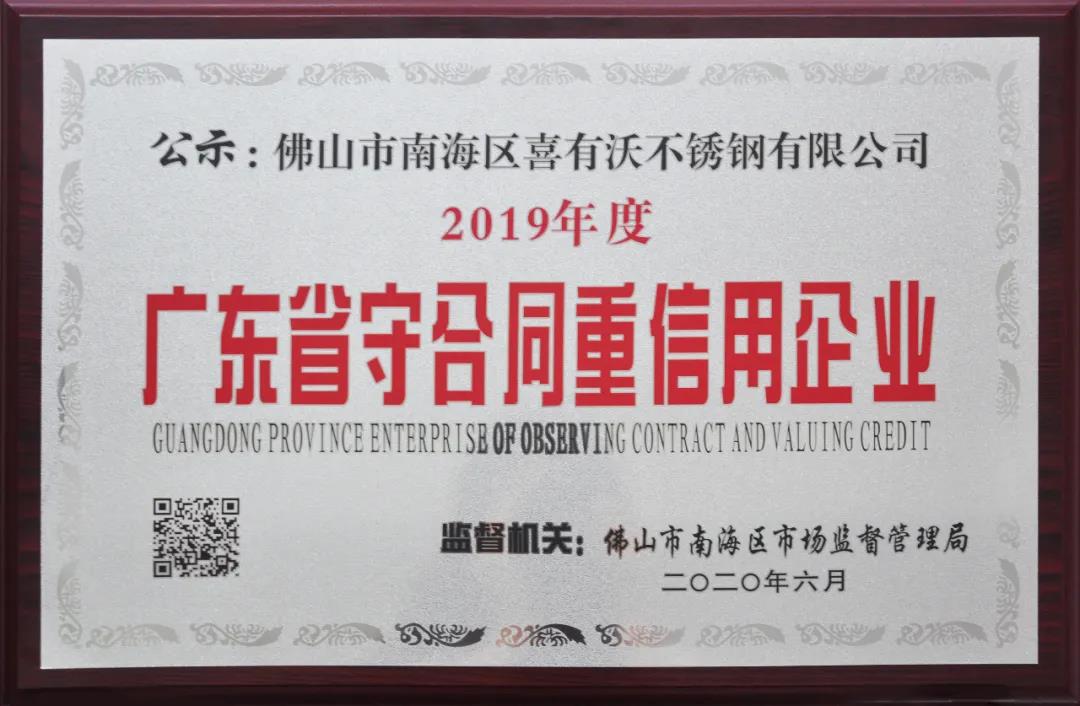 公示:佛山市南海区喜有沃不锈钢有限公司
2019年度
广东省守合同重信用企业
GUANGDONG PROVINCE ENTERPRISE OF OBSERVING CONTRACT AND VALUING CREDIT
监督机关:佛山市南海区市场监督管理局
二〇二〇年六月